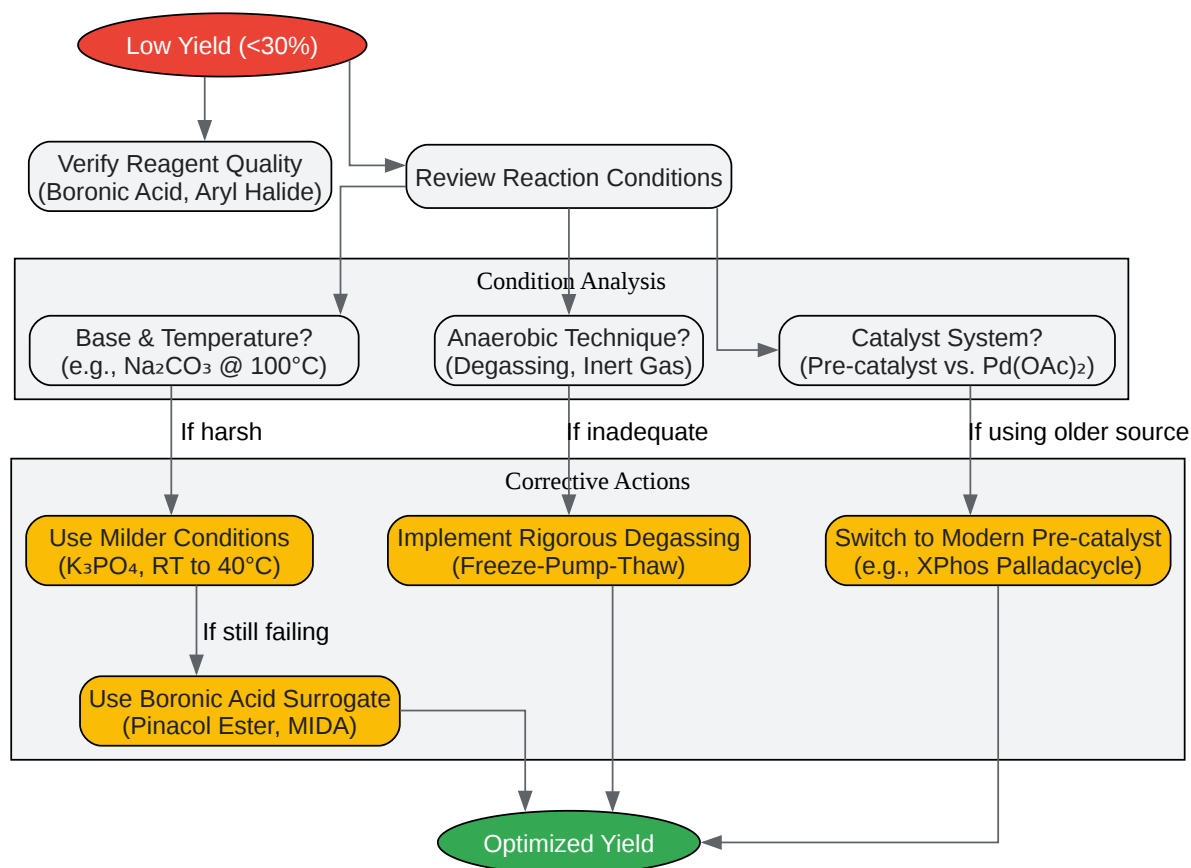 Low Yield (<30%)
Verify Reagent Quality
(Boronic Acid, Aryl Halide)
Review Reaction Conditions
Condition Analysis
Base & Temperature?
(e.g., Na₂CO₃ @ 100°C)
Anaerobic Technique?
(Degassing, Inert Gas)
Catalyst System?
(Pre-catalyst vs. Pd(OAc)₂)
If harsh
If inadequate
If using older source
Corrective Actions
Use Milder Conditions
(K₃PO₄, RT to 40°C)
Implement Rigorous Degassing
(Freeze-Pump-Thaw)
Switch to Modern Pre-catalyst
(e.g., XPhos Palladacycle)
If still failing
Use Boronic Acid Surrogate
(Pinacol Ester, MIDA)
Optimized Yield